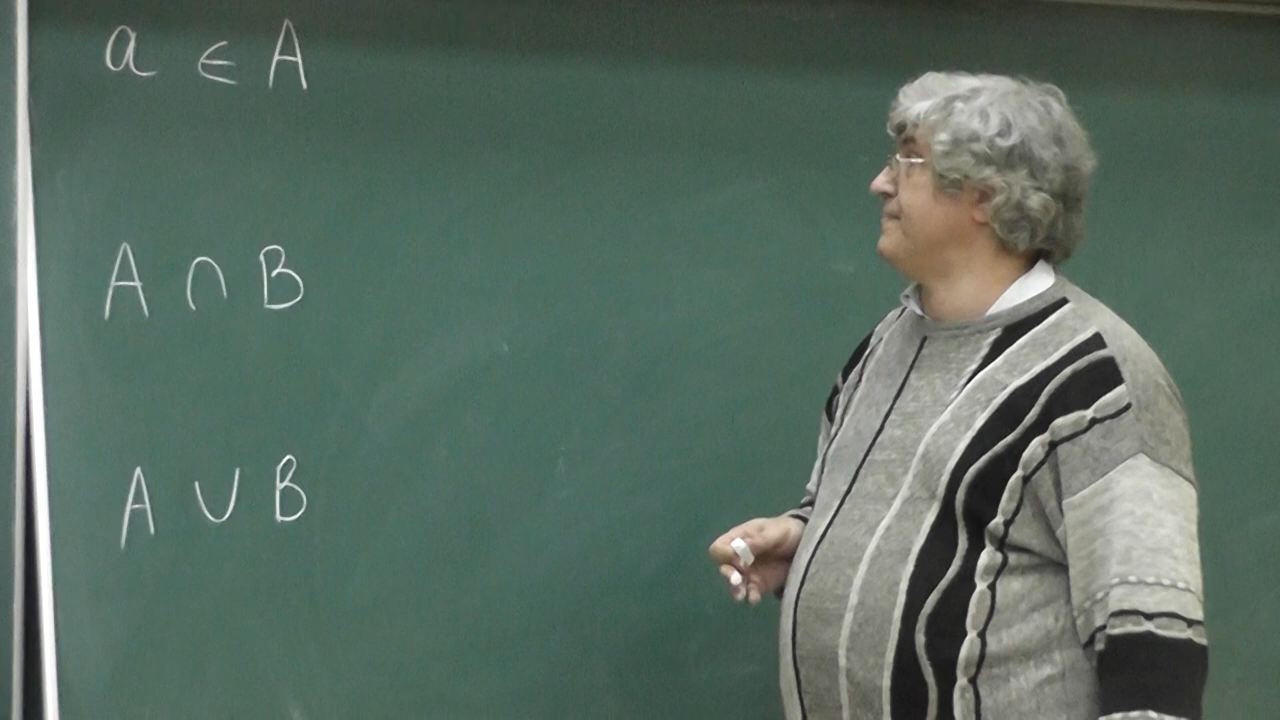 a ∈ A
A ∩ B
A ∪ B